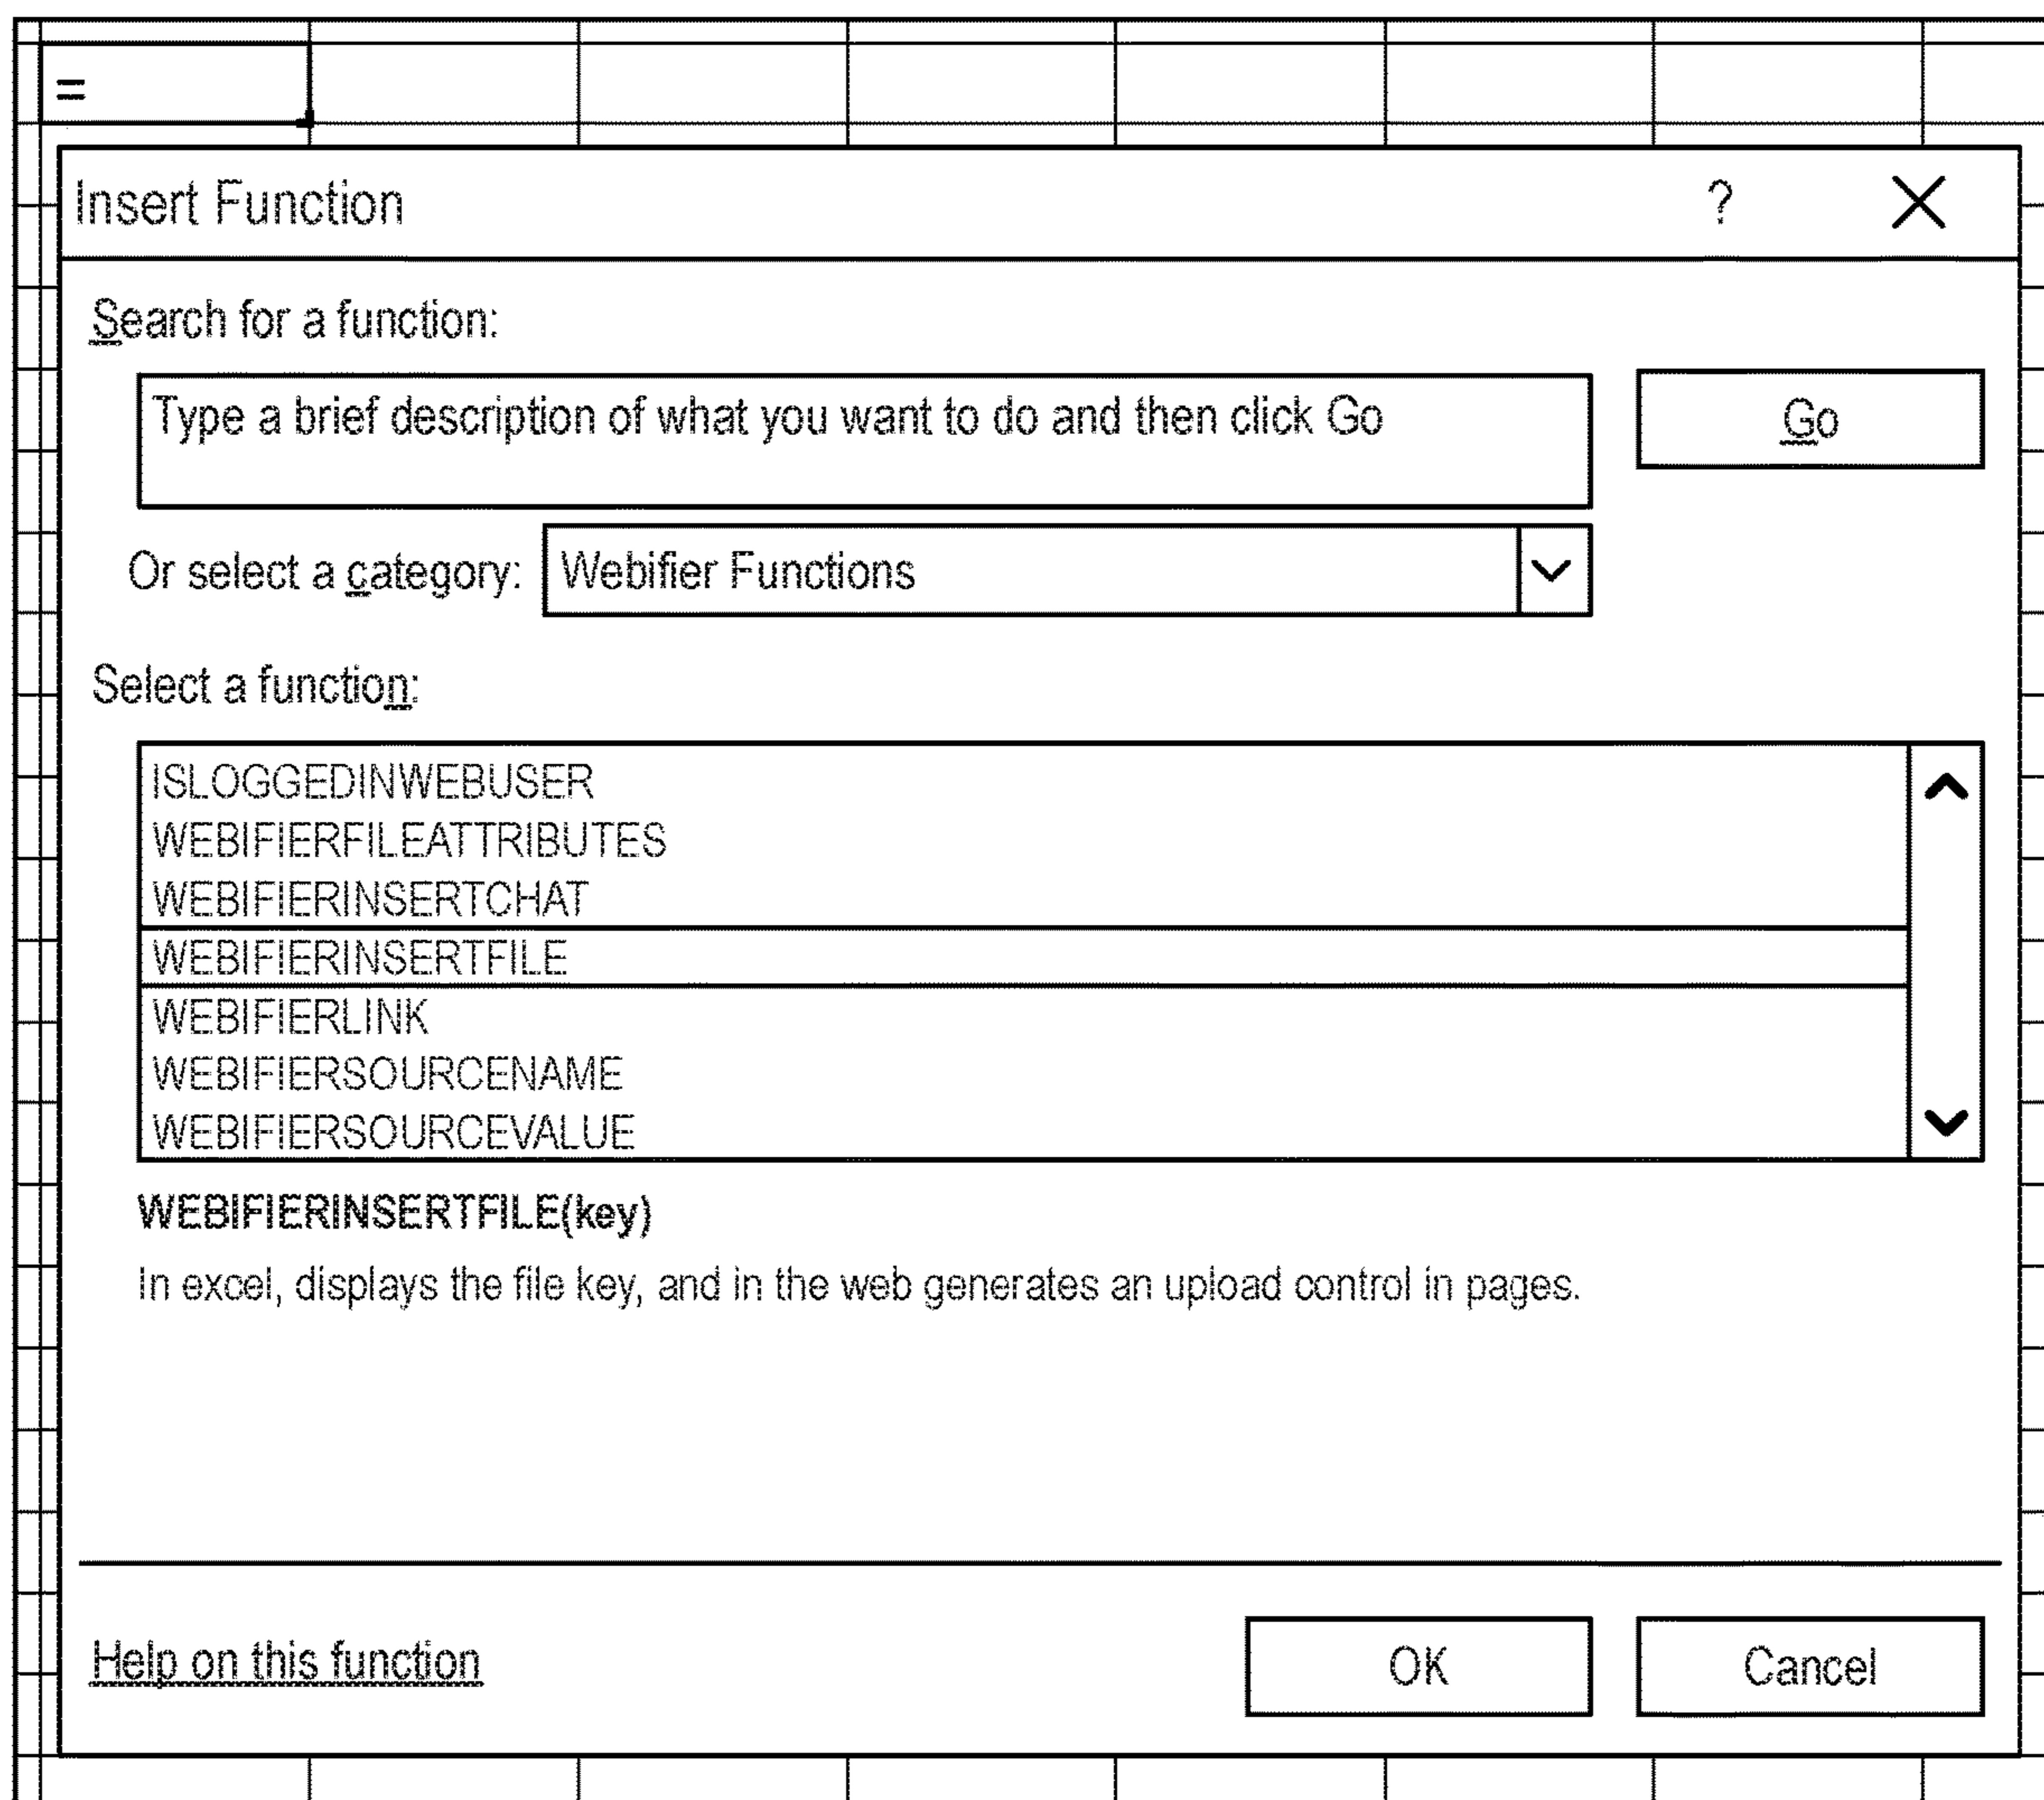 =
Insert Function ?
Search for a function:
Type a brief description of what you want to do and then click Go
Go
Or select a category: Webifier Functions
Select a function:
ISLOGGEDINWEBUSER
WEBIFIERFILEATTRIBUTES
WEBIFIERINSERTCHAT
WEBIFIERINSERTFILE
WEBIFIERLINK
WEBIFIERSOURCENAME
WEBIFIERSOURCEVALUE
WEBIFIERINSERTFILE(key)
In excel, displays the file key, and in the web generates an upload control in pages.
Help on this function
OK
Cancel